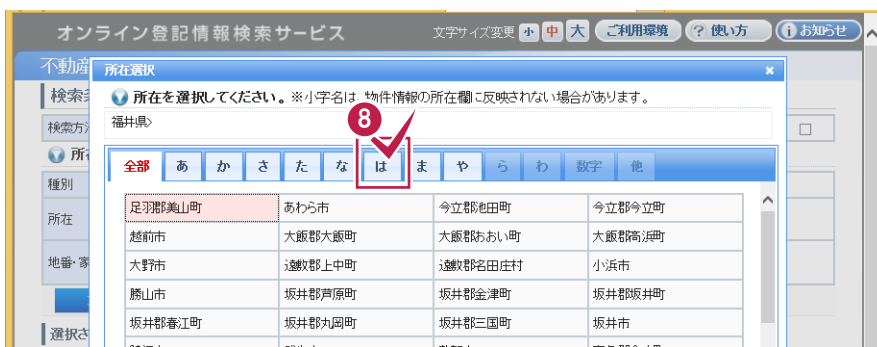 オンライン登記情報検索サービス 文字サイズ変更 小 中 大 ご利用環境 ? 使い方 i お知らせ
不動産
所在選択 ×
検索
所在を選択してください。※小字名は、物件情報の所在欄に反映されない場合があります。
検索方
福井県>
8
所
全部 あ か さ た な は ま や ら わ 数字 他
種別
足羽郡美山町 あわら市 今立郡池田町 今立郡今立町
所在
越前市 大飯郡大飯町 大飯郡おおい町 大飯郡高浜町
地番・家
大野市 遠敷郡上中町 遠敷郡名田庄村 小浜市
勝山市 坂井郡芦原町 坂井郡金津町 坂井郡坂井町
坂井郡春江町 坂井郡丸岡町 坂井郡三国町 坂井市
選択さ